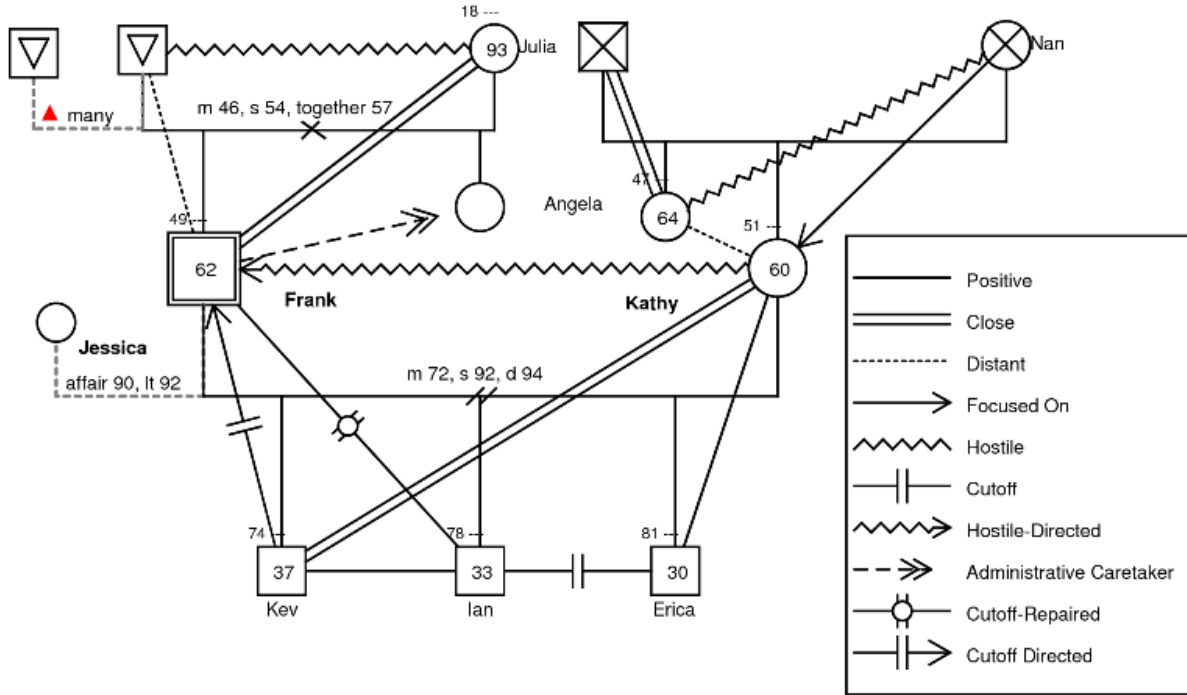 18 ---
93
Julia
Nan
many
m 46, s 54, together 57
47 ---
Angela
64
49 ---
51 ---
62
60
Frank
Kathy
Jessica
affair 90, lt 92
m 72, s 92, d 94
74 ---
78 ---
81 ---
37
33
30
Kev
Ian
Erica
Positive
Close
Distant
Focused On
Hostile
Cutoff
Hostile-Directed
Administrative Caretaker
Cutoff-Repaired
Cutoff Directed